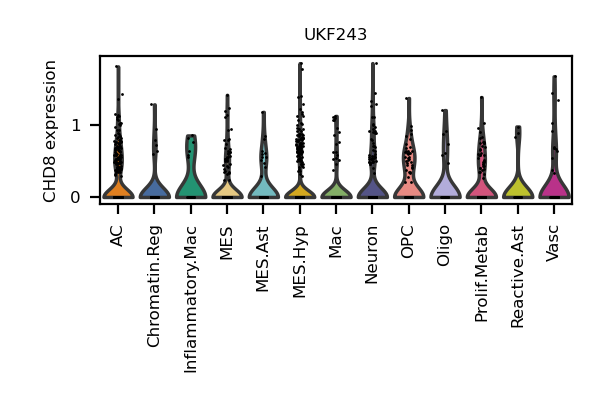 UKF243
CHD8 expression
1
0
AC
Chromatin.Reg
Inflammatory.Mac
MES
MES.Ast
MES.Hyp
Mac
Neuron
OPC
Oligo
Prolif.Metab
Reactive.Ast
Vasc